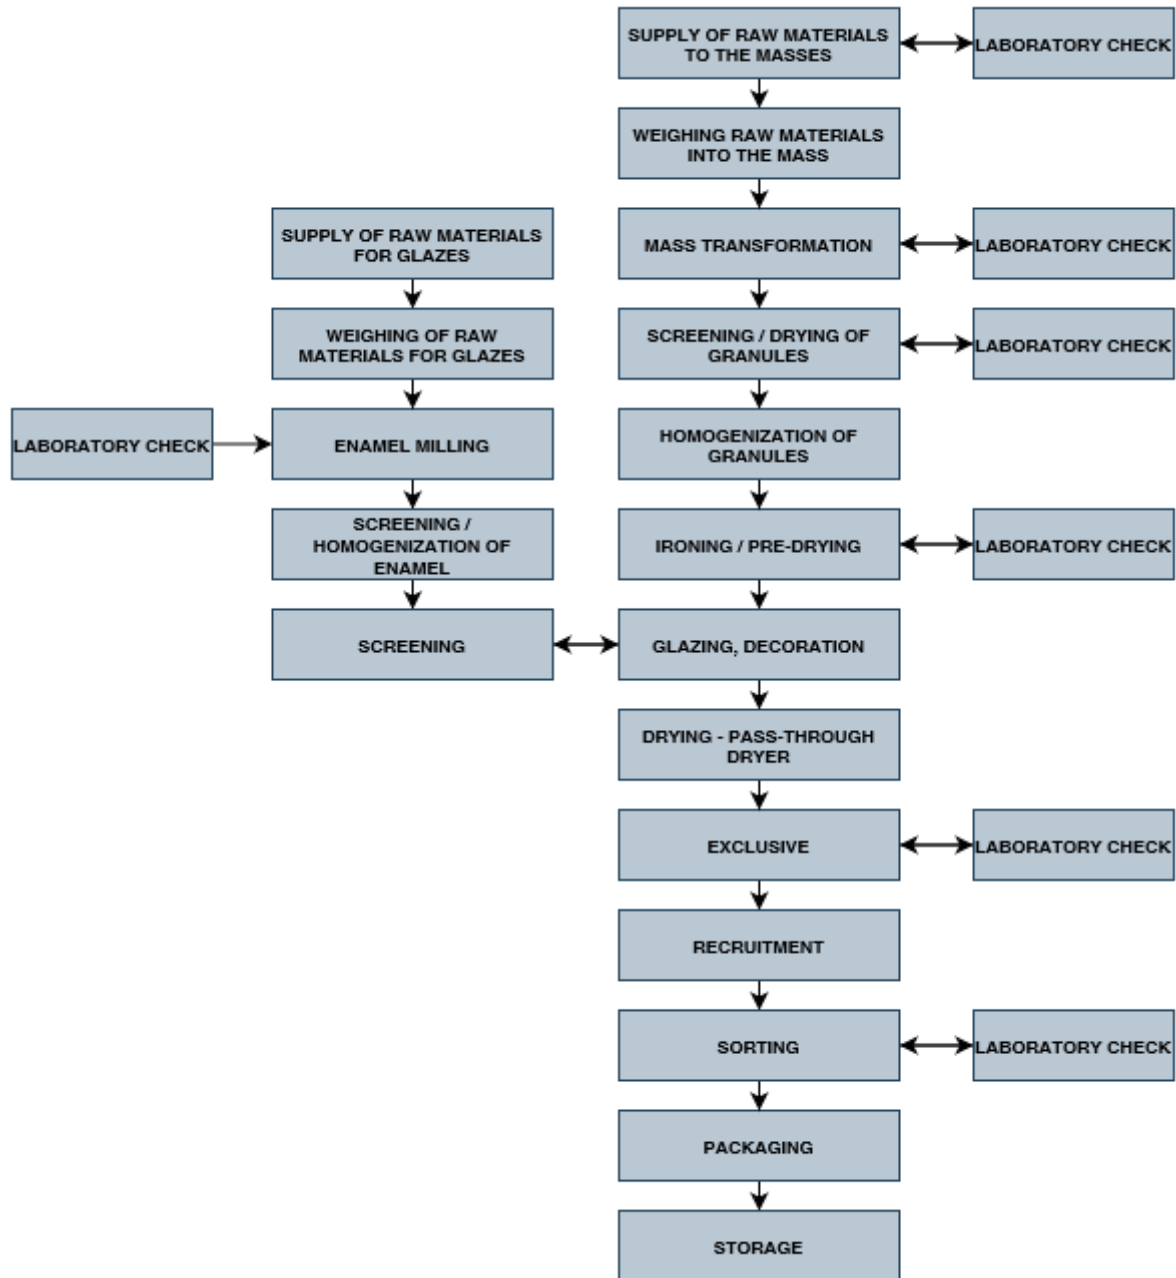 SUPPLY OF RAW MATERIALS
TO THE MASSES
LABORATORY CHECK
WEIGHING RAW MATERIALS
INTO THE MASS
SUPPLY OF RAW MATERIALS
FOR GLAZES
MASS TRANSFORMATION
LABORATORY CHECK
WEIGHING OF RAW
MATERIALS FOR GLAZES
SCREENING / DRYING OF
GRANULES
LABORATORY CHECK
LABORATORY CHECK
ENAMEL MILLING
HOMOGENIZATION OF
GRANULES
SCREENING /
HOMOGENIZATION OF
ENAMEL
IRONING / PRE-DRYING
LABORATORY CHECK
SCREENING
GLAZING, DECORATION
DRYING - PASS-THROUGH
DRYER
EXCLUSIVE
LABORATORY CHECK
RECRUITMENT
SORTING
LABORATORY CHECK
PACKAGING
STORAGE